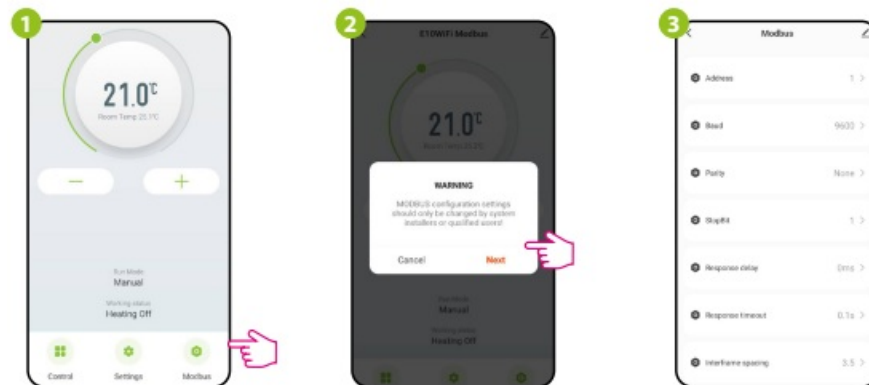 1
21.0°C
Room Temp 25.1°C
−
+
Run Mode
Manual
Working status
Heating Off
Control
Settings
Modbus
2
E10WiFi Modbus
21.0°C
WARNING
MODBUS configuration settings
should only be changed by system
installers or qualified users!
Cancel
Next
Run Mode
Manual
Working status
Heating Off
3
Modbus
Address
1 >
Baud
9600 >
Parity
None >
StopBit
1 >
Response delay
0ms >
Response timeout
0.1s >
Interframe spacing
3.5 >